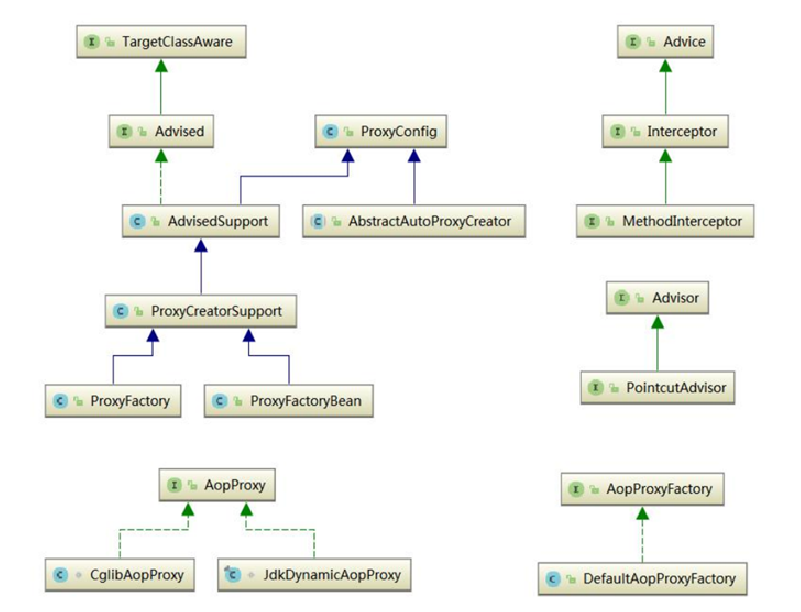 TargetClassAware
Advice
Advised
ProxyConfig
Interceptor
AdvisedSupport
AbstractAutoProxyCreator
MethodInterceptor
Advisor
ProxyCreatorSupport
PointcutAdvisor
ProxyFactory
ProxyFactoryBean
AopProxy
AopProxyFactory
CglibAopProxy
JdkDynamicAopProxy
DefaultAopProxyFactory